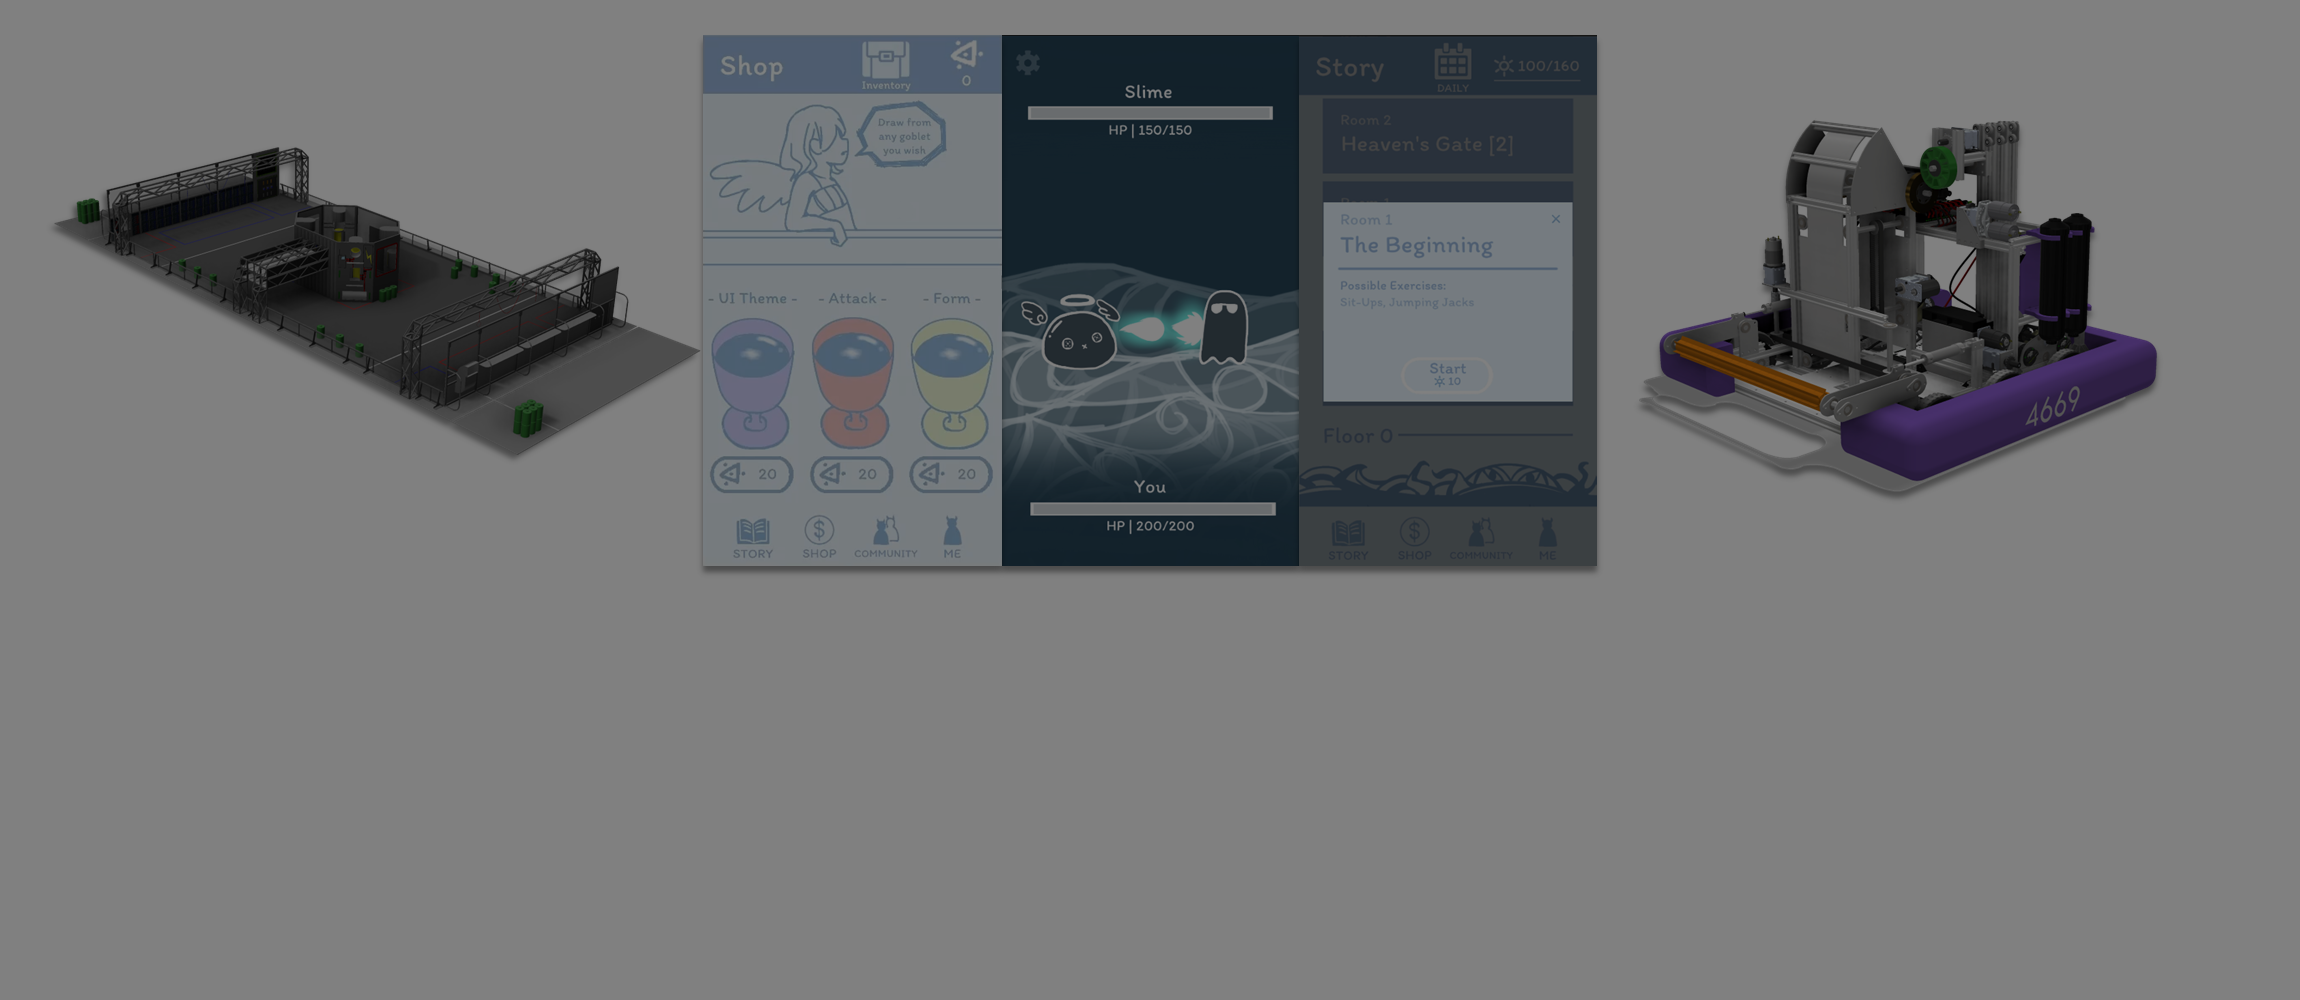 Shop
Inventory
0
Draw from
any goblet
you wish
- UI Theme -
- Attack -
- Form -
20
20
20
STORY
SHOP
COMMUNITY
ME
Slime
HP | 150/150
You
HP | 200/200
Story
DAILY
100/160
Room 2
Heaven's Gate [2]
Room 1
The Beginning
×
Possible Exercises:
Sit-Ups, Jumping Jacks
Start
10
Floor 0
STORY
SHOP
COMMUNITY
ME
4669